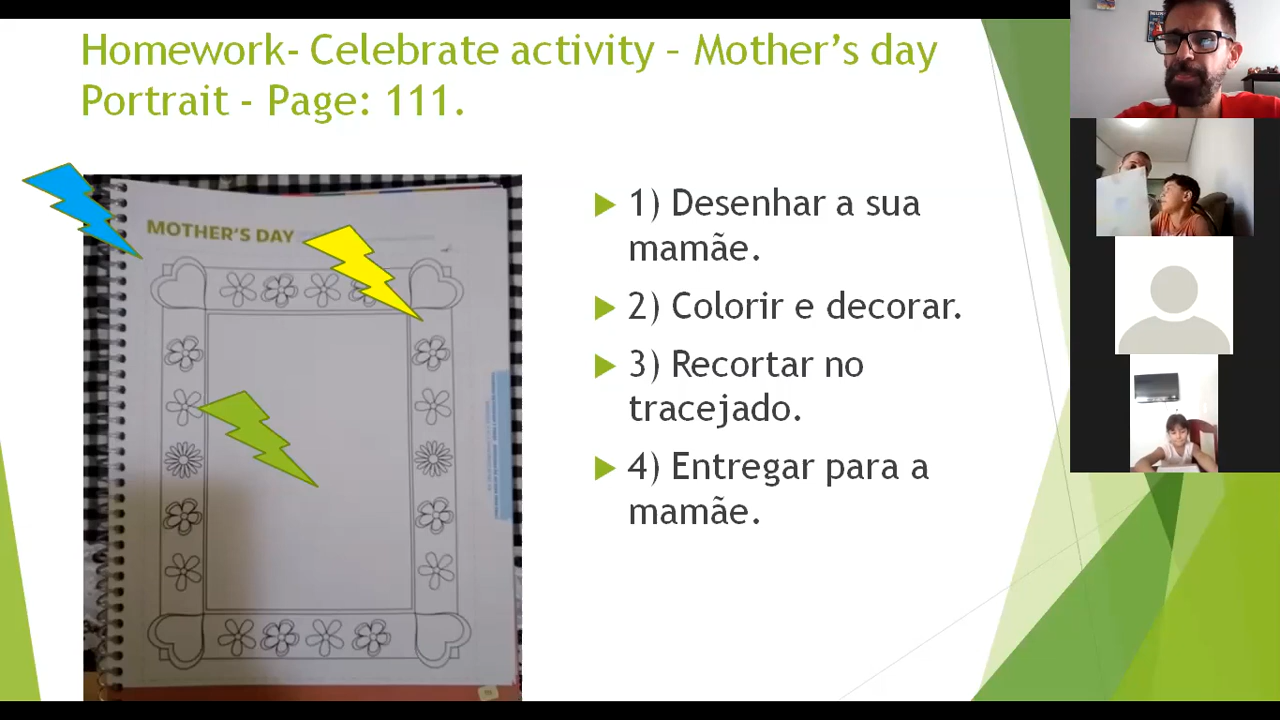 Homework- Celebrate activity – Mother's day
Portrait - Page: 111.
MOTHER'S DAY
1) Desenhar a sua
mamãe.
2) Colorir e decorar.
3) Recortar no
tracejado.
4) Entregar para a
mamãe.